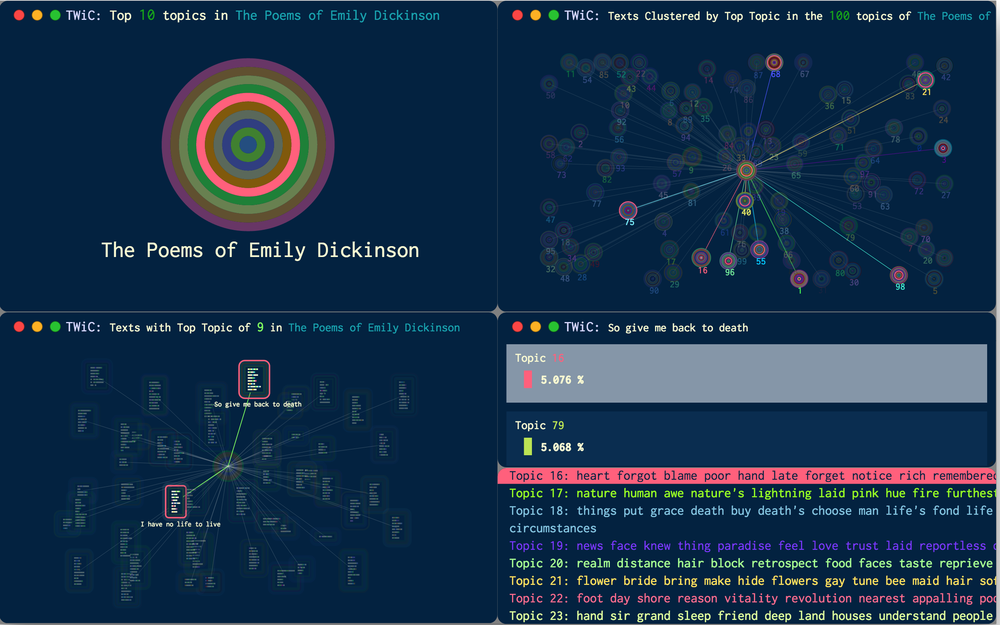 TWiC: Top 10 topics in The Poems of Emily Dickinson
The Poems of Emily Dickinson
TWiC: Texts Clustered by Top Topic in the 100 topics of The Poems of
11 54 85 52 22 43 44 14 74 86 87 68 67 46 42
50 10 6 12 36 15 83 21
92 8 89 35 51 24
2 56 94 84 41 13 71 78 0
58 62 33 23 59 64 3
73 82 93 57 9 26 65 97
77 45 81 39 60 91 72 27
47 75 40 19 53 63
18 4 61 38 79 70
95 34 49 76 66 7
32 48 28 17 16 96 99 55 80 20
90 29 1 31 30 98 5
TWiC: Texts with Top Topic of 9 in The Poems of Emily Dickinson
So give me back to death
I have no life to live
TWiC: So give me back to death
Topic 16
5.076 %
Topic 79
5.068 %
Topic 16: heart forgot blame poor hand late forget notice rich remembered
Topic 17: nature human awe nature's lightning laid pink hue fire furthest
Topic 18: things put grace death buy death's choose man life's fond life
circumstances
Topic 19: news face knew thing paradise feel love trust laid reportless
Topic 20: realm distance hair block retrospect food faces taste reprieve
Topic 21: flower bride bring make hide flowers gay tune bee maid hair
Topic 22: foot day shore reason vitality revolution nearest appalling
Topic 23: hand sir grand sleep friend deep land houses understand people